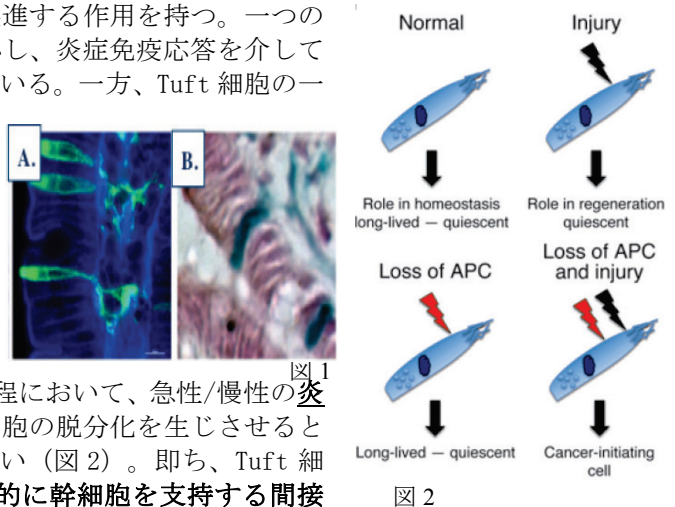 進する作用を持つ。一つの
し、炎症免疫応答を介して
いる。一方、Tuft 細胞の一
A.
B.
図 1
程において、急性/慢性の炎
胞の脱分化を生じさせると
い（図 2）。即ち、Tuft 細
的に幹細胞を支持する間接
Normal
Injury
Role in homeostasis
long-lived — quiescent
Role in regeneration
quiescent
Loss of APC
Loss of APC
and injury
Long-lived — quiescent
Cancer-initiating
cell
図 2